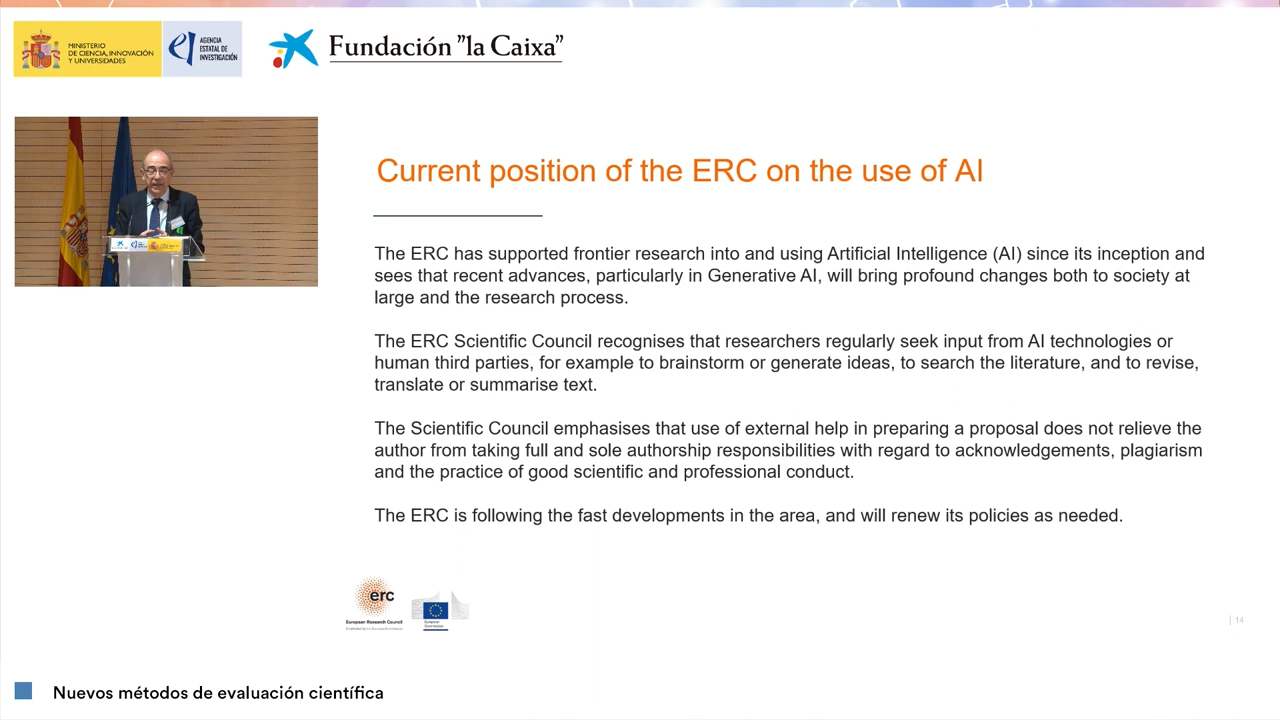 MINISTERIO
DE CIENCIA, INNOVACIÓN
Y UNIVERSIDADES
AGENCIA
ESTATAL DE
INVESTIGACIÓN
Fundación "la Caixa"
Current position of the ERC on the use of AI
The ERC has supported frontier research into and using Artificial Intelligence (AI) since its inception and
sees that recent advances, particularly in Generative AI, will bring profound changes both to society at
large and the research process.
The ERC Scientific Council recognises that researchers regularly seek input from AI technologies or
human third parties, for example to brainstorm or generate ideas, to search the literature, and to revise,
translate or summarise text.
The Scientific Council emphasises that use of external help in preparing a proposal does not relieve the
author from taking full and sole authorship responsibilities with regard to acknowledgements, plagiarism
and the practice of good scientific and professional conduct.
The ERC is following the fast developments in the area, and will renew its policies as needed.
erc
European Research Council
European
Commission
14
Nuevos métodos de evaluación científica